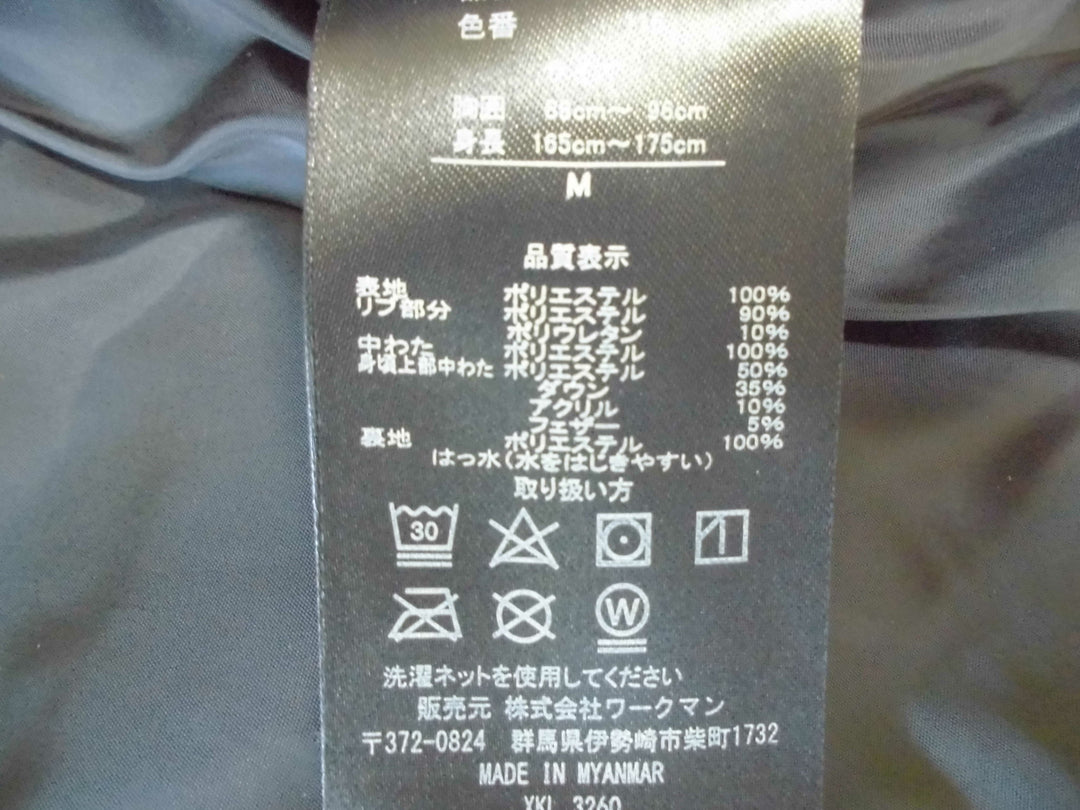 色番
胸囲 88cm～ 96cm
身長 165cm～175cm
M
品質表示
表地 ポリエステル 100%
リブ部分 ポリエステル 90%
ポリウレタン 10%
中わた ポリエステル 100%
身頃上部中わた ポリエステル 50%
ダウン 35%
アクリル 10%
フェザー 5%
裏地 ポリエステル 100%
はっ水(水をはじきやすい)
取り扱い方
30
W
洗濯ネットを使用してください
販売元 株式会社ワークマン
〒372-0824 群馬県伊勢崎市柴町1732
MADE IN MYANMAR
XKL 3260